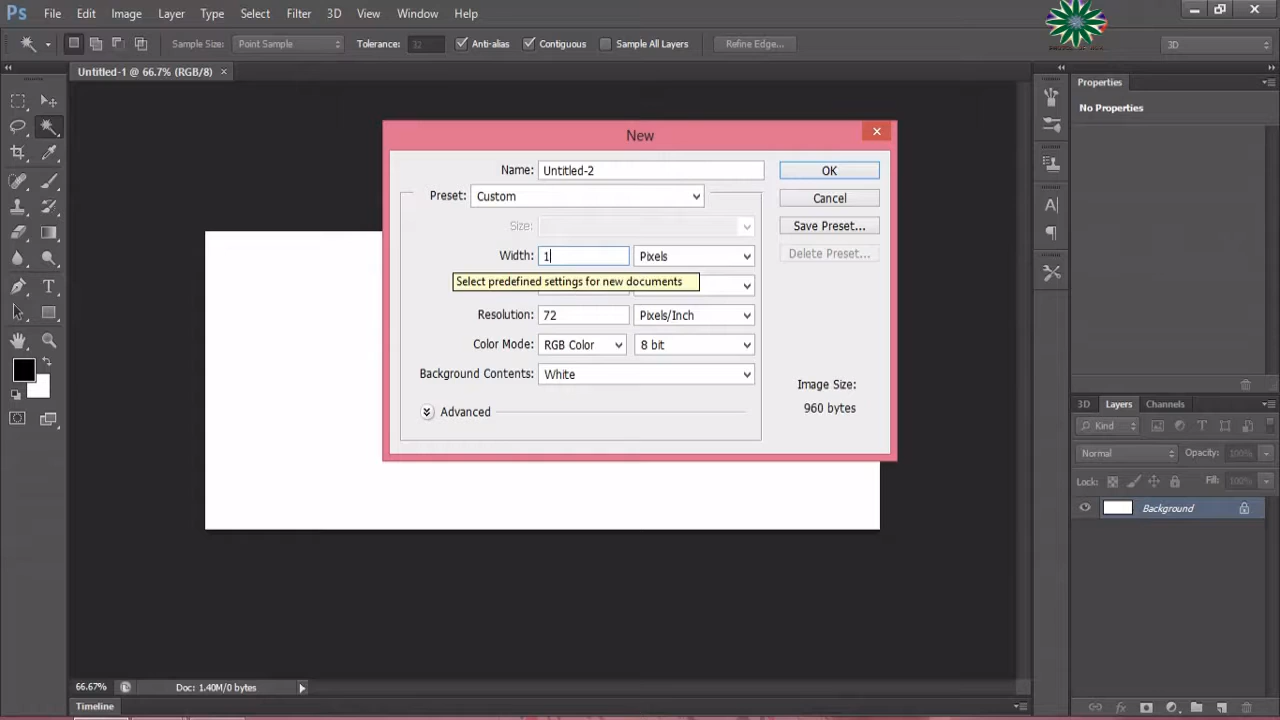 Ps File Edit Image Layer Type Select Filter 3D View Window Help
Sample Size: Point Sample Tolerance: 32 Anti-alias Contiguous Sample All Layers Refine Edge... 3D
Untitled-1 @ 66.7% (RGB/8) ×
Properties
No Properties
New
Name: Untitled-2 OK
Preset: Custom Cancel
Size: Save Preset...
Width: 1 Pixels Delete Preset...
Select predefined settings for new documents
Resolution: 72 Pixels/Inch
Color Mode: RGB Color 8 bit
Background Contents: White
Image Size:
960 bytes
Advanced
3D Layers Channels
Kind
Normal Opacity: 100%
Lock: Fill: 100%
Background
66.67% Doc: 1.40M/0 bytes
Timeline